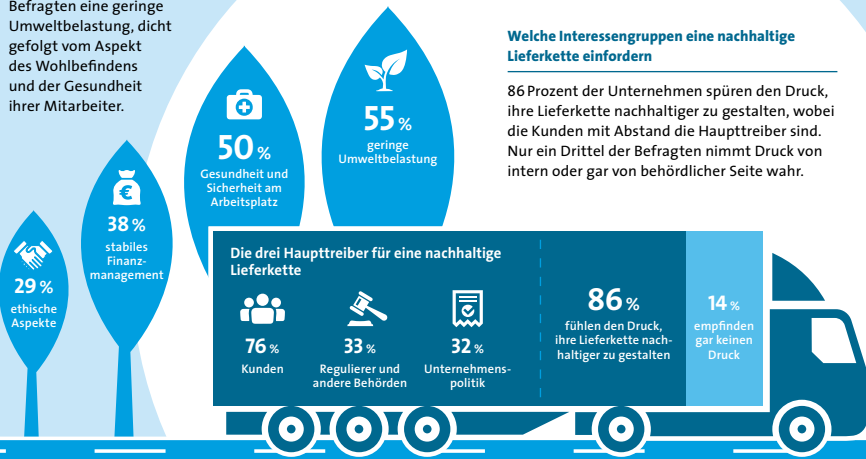 Befragten eine geringe
Umweltbelastung, dicht
gefolgt vom Aspekt
des Wohlbefindens
und der Gesundheit
ihrer Mitarbeiter.
29 %
ethische
Aspekte
38 %
stabiles
Finanz-
management
50 %
Gesundheit und
Sicherheit am
Arbeitsplatz
55 %
geringe
Umweltbelastung
Welche Interessengruppen eine nachhaltige
Lieferkette einfordern
86 Prozent der Unternehmen spüren den Druck,
ihre Lieferkette nachhaltiger zu gestalten, wobei
die Kunden mit Abstand die Haupttreiber sind.
Nur ein Drittel der Befragten nimmt Druck von
intern oder gar von behördlicher Seite wahr.
Die drei Haupttreiber für eine nachhaltige
Lieferkette
76 %
Kunden
33 %
Regulierer und
andere Behörden
32 %
Unternehmens-
politik
86 %
fühlen den Druck,
ihre Lieferkette nach-
haltiger zu gestalten
14 %
empfinden
gar keinen
Druck